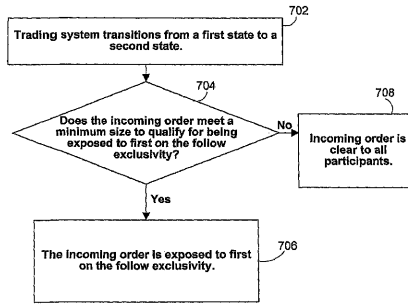 702
Trading system transitions from a first state to a
second state.
704
Does the incoming order meet a
minimum size to qualify for being
exposed to first on the follow
exclusivity?
No
708
Incoming order is
clear to all
participants.
Yes
706
The incoming order is exposed to first
on the follow exclusivity.